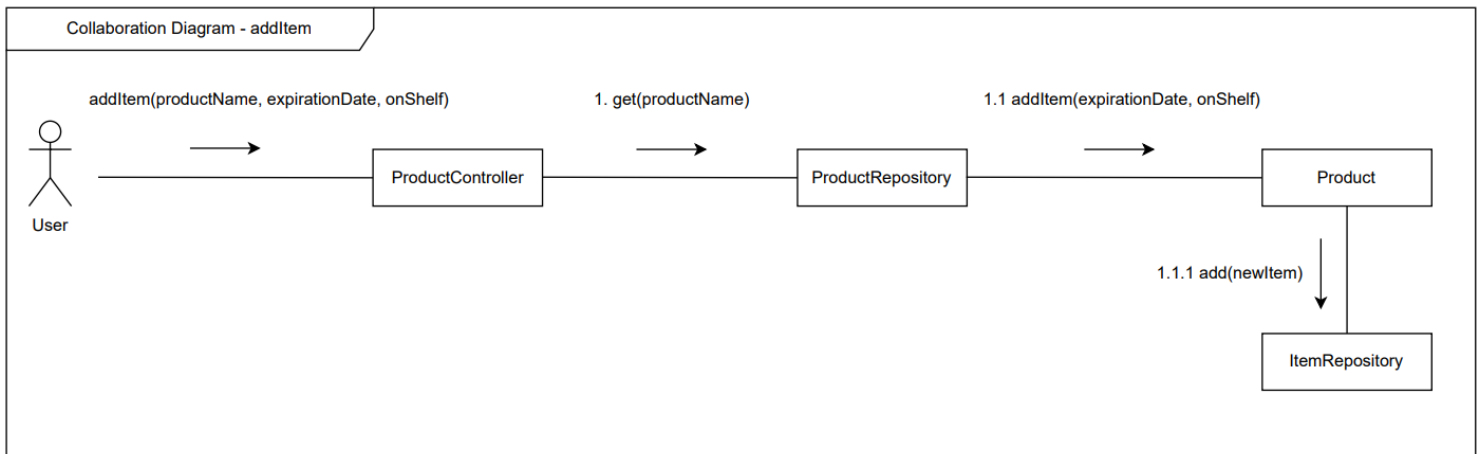 Collaboration Diagram - addItem
addItem(productName, expirationDate, onShelf)
1. get(productName)
1.1 addItem(expirationDate, onShelf)
ProductController
ProductRepository
Product
User
1.1.1 add(newItem)
ItemRepository